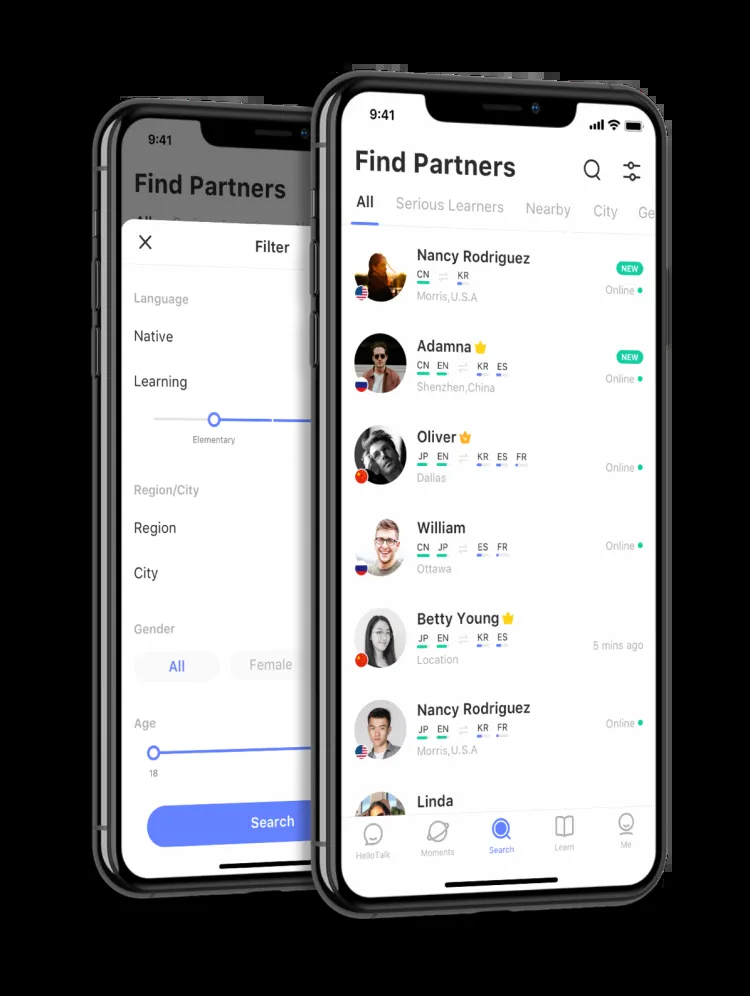 9:41
Find Partners
Filter
Language
Native
Learning
Elementary
Region/City
Region
City
Gender
All
Female
Age
18
Search
9:41
Find Partners
All
Serious Learners
Nearby
City
Ge
Nancy Rodriguez
NEW
CN KR
Online
Morris,U.S.A
Adamna
NEW
CN EN KR ES
Online
Shenzhen,China
Oliver
JP EN KR ES FR
Online
Dallas
William
CN JP ES FR
Online
Ottawa
Betty Young
JP EN KR ES
5 mins ago
Location
Nancy Rodriguez
JP EN KR FR
Online
Morris,U.S.A
Linda
HelloTalk
Moments
Search
Learn
Me